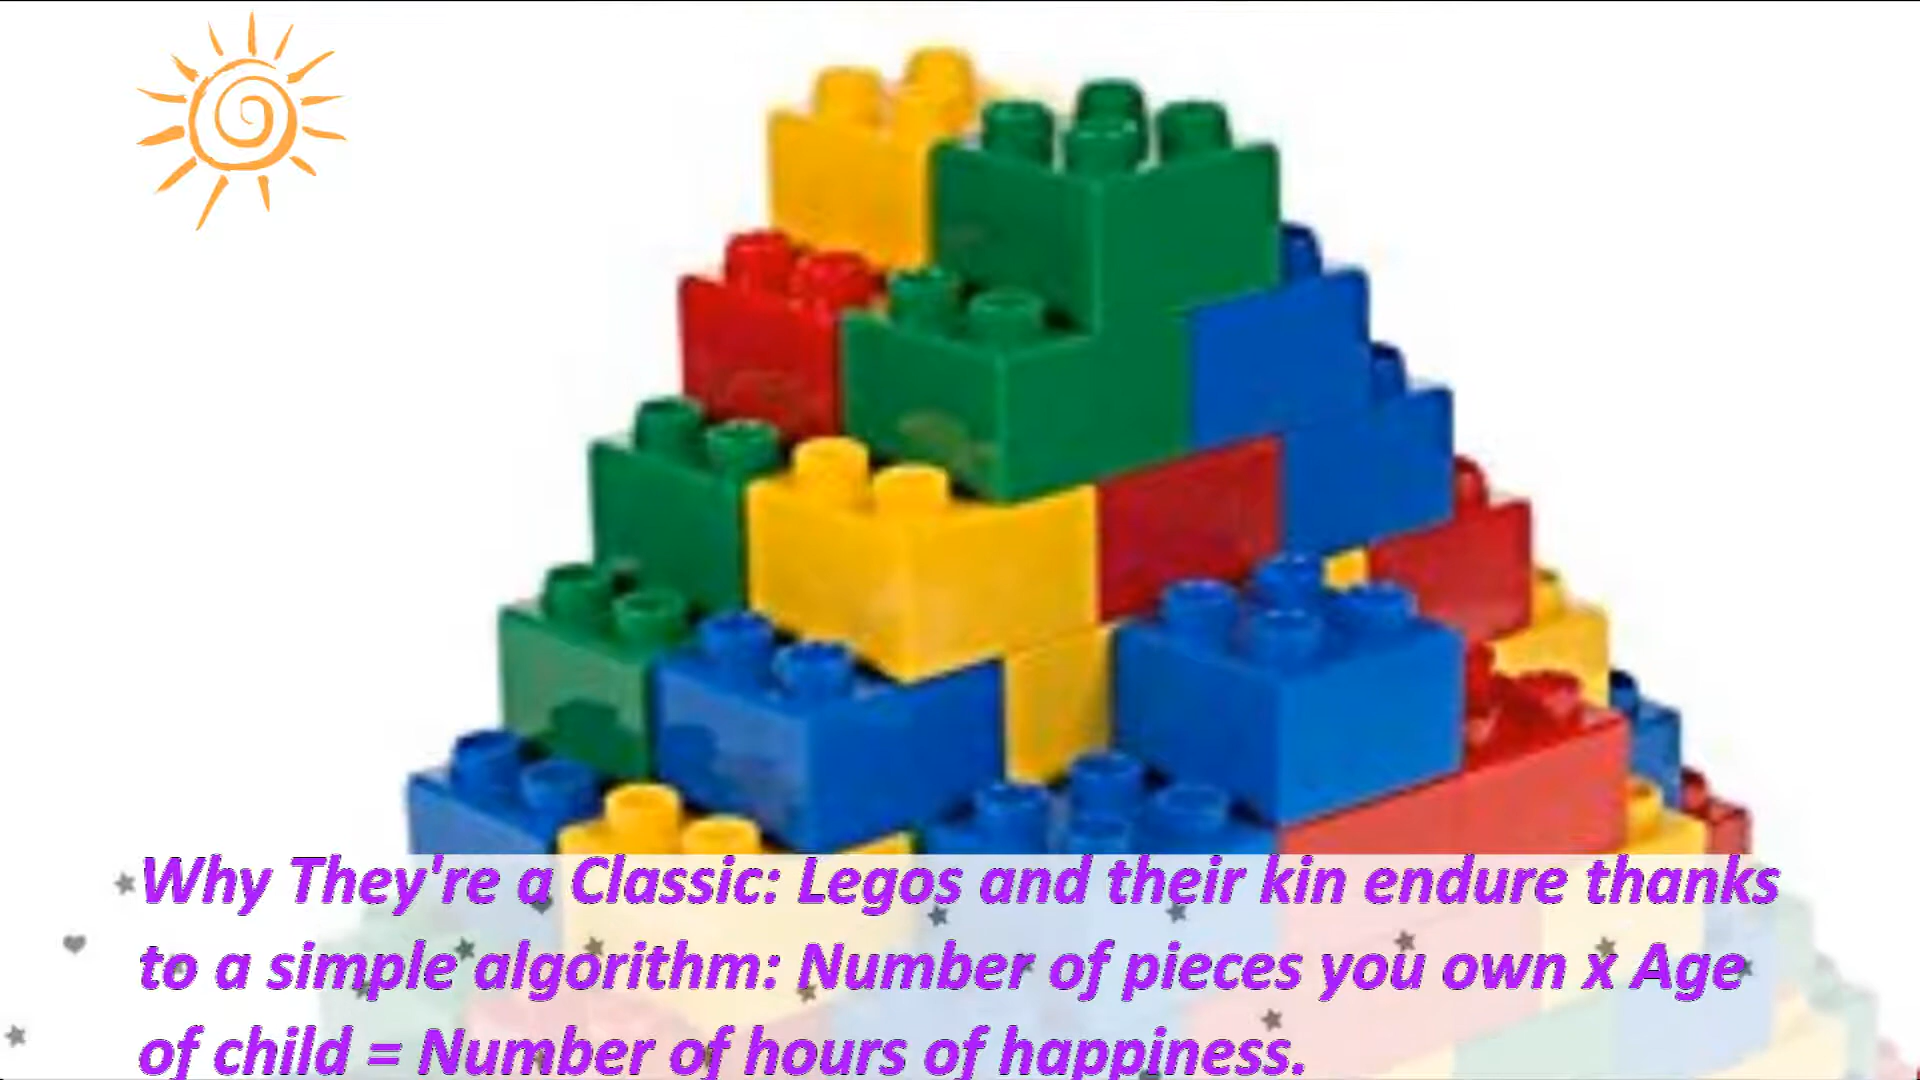 Why They're a Classic: Legos and their kin endure thanks
to a simple algorithm: Number of pieces you own x Age
of child = Number of hours of happiness.